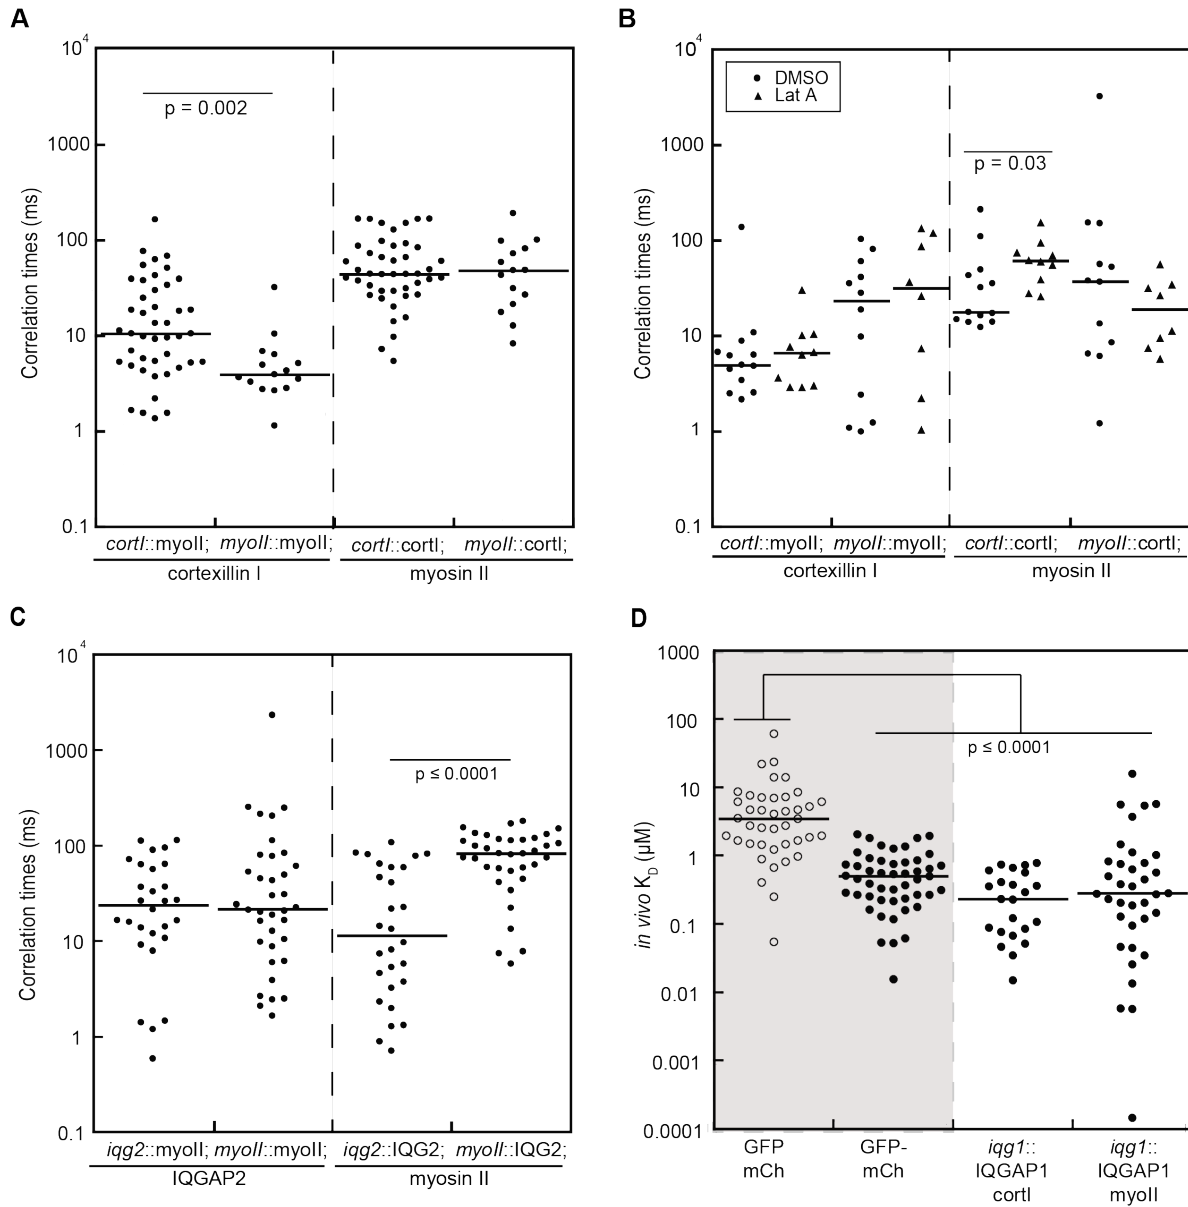 A
Correlation times (ms)
10⁴
1000
100
10
1
0.1
p = 0.002
cortI::myoII; myoII::myoII; cortI::cortI; myoII::cortI;
cortexillin I myosin II
B
Correlation times (ms)
10⁴
1000
100
10
1
0.1
DMSO
Lat A
p = 0.03
cortI::myoII; myoII::myoII; cortI::cortI; myoII::cortI;
cortexillin I myosin II
C
Correlation times (ms)
10⁴
1000
100
10
1
0.1
p ≤ 0.0001
iqg2::myoII; myoII::myoII; iqg2::IQG2; myoII::IQG2;
IQGAP2 myosin II
D
in vivo K_D (µM)
1000
100
10
1
0.1
0.01
0.001
0.0001
p ≤ 0.0001
GFP GFP- iqg1:: iqg1::
mCh mCh IQGAP1 IQGAP1
cortI myoII